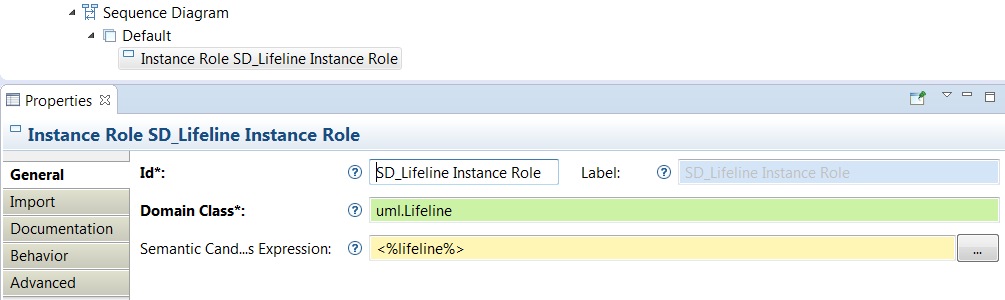 Sequence Diagram
Default
Instance Role SD_Lifeline Instance Role
Properties
Instance Role SD_Lifeline Instance Role
General
Id*: SD_Lifeline Instance Role Label: SD_Lifeline Instance Role
Import
Domain Class*: uml.Lifeline
Documentation
Behavior
Semantic Cand...s Expression: <%lifeline%> ...
Advanced